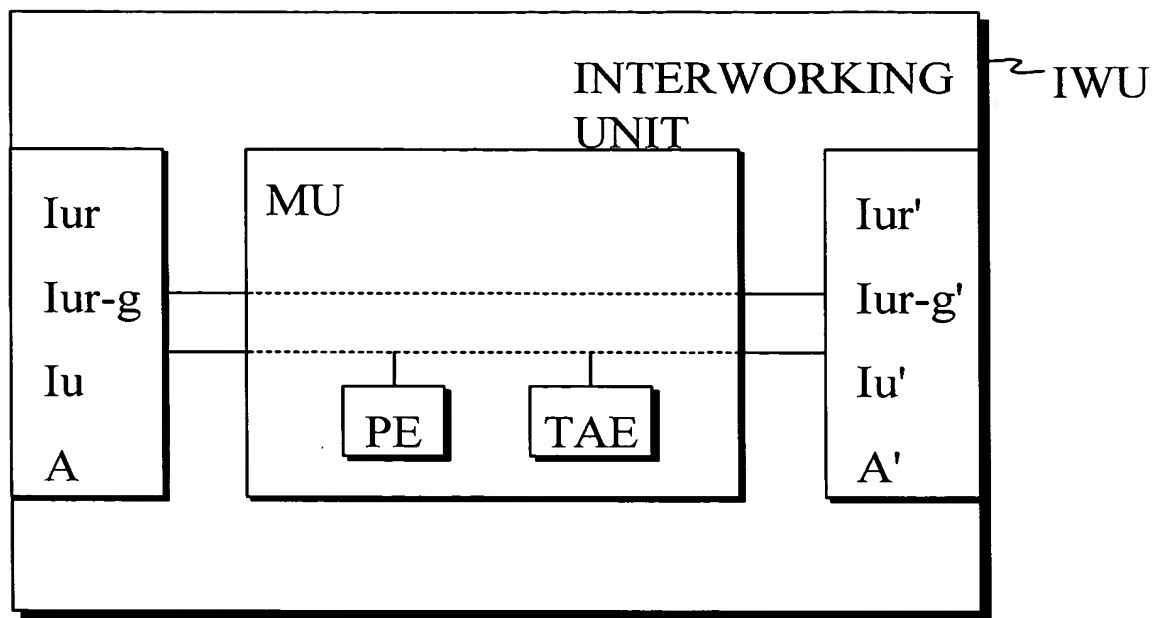 INTERWORKING
UNIT
IWU
Iur
Iur-g
Iu
A
MU
PE
TAE
Iur'
Iur-g'
Iu'
A'